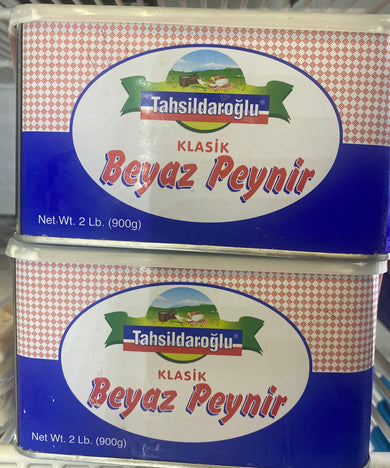 Tahsildaroğlu
KLASİK
Beyaz Peynir
Net Wt. 2 Lb. (900g)
Tahsildaroğlu
KLASİK
Beyaz Peynir
Net Wt. 2 Lb. (900g)